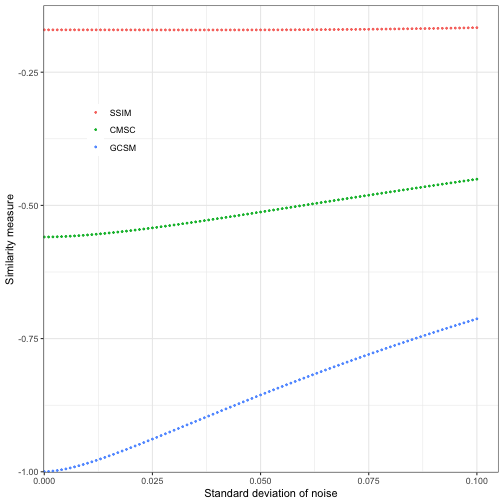 -0.25
-0.50
-0.75
-1.00
Similarity measure
SSIM
CMSC
GCSM
0.000
0.025
0.050
0.075
0.100
Standard deviation of noise